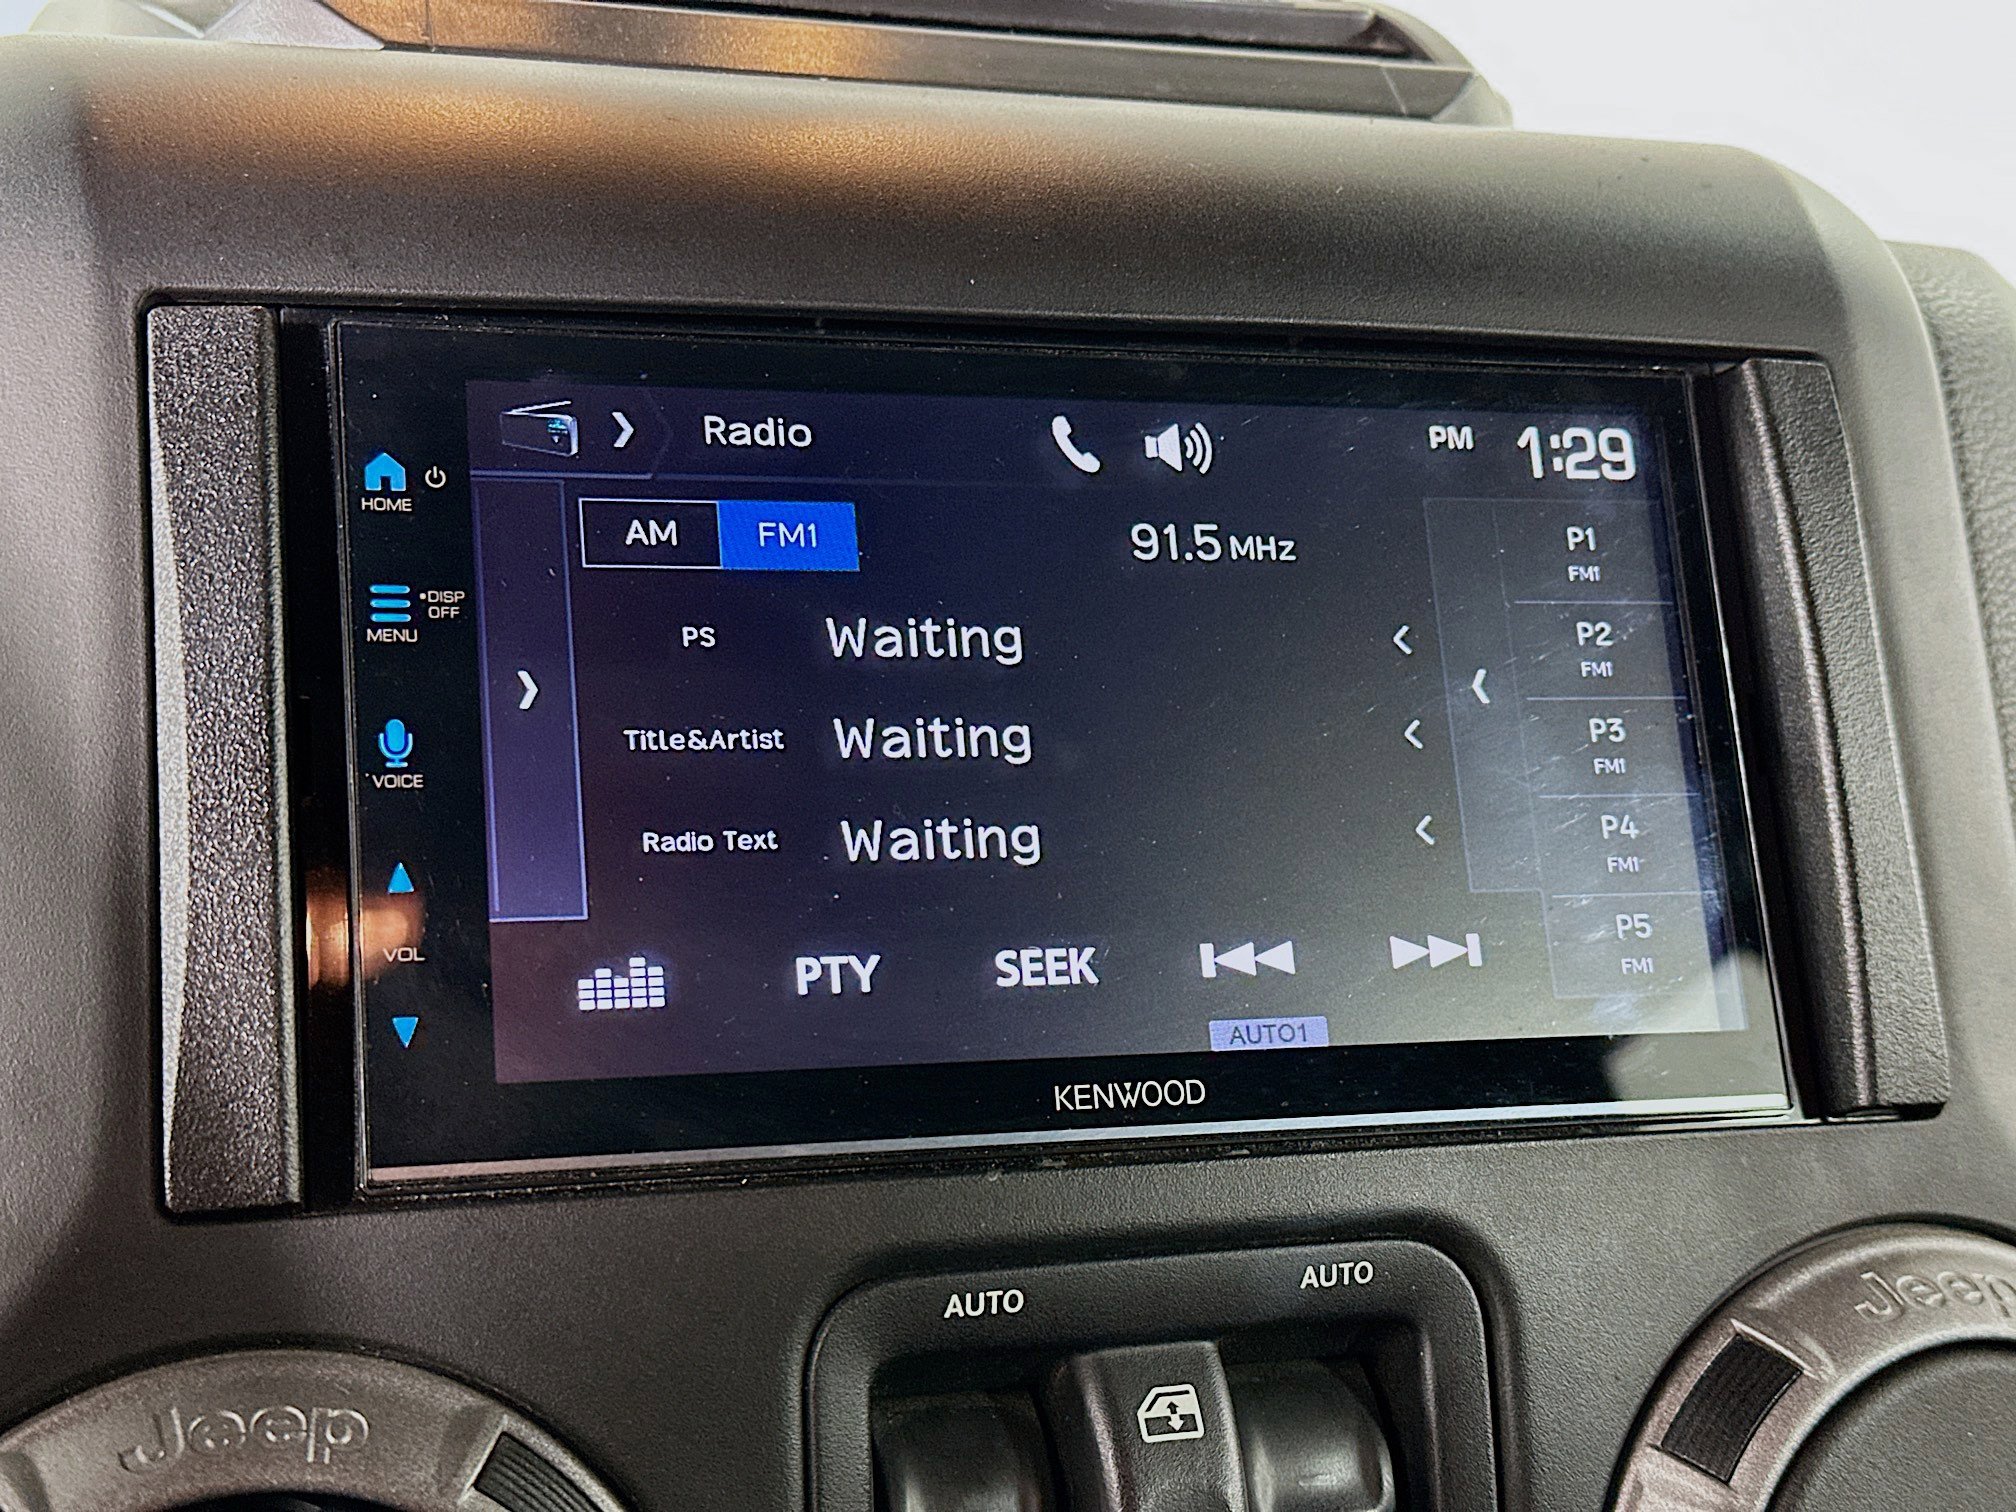 Radio
PM 1:29
HOME
AM FM1 91.5 MHz
P1
FM1
•DISP
OFF
MENU
PS Waiting
P2
FM1
VOICE
Title&Artist Waiting
P3
FM1
Radio Text Waiting
P4
FM1
VOL
PTY SEEK
P5
FM1
AUTO1
KENWOOD
AUTO AUTO
Jeep
Jeep